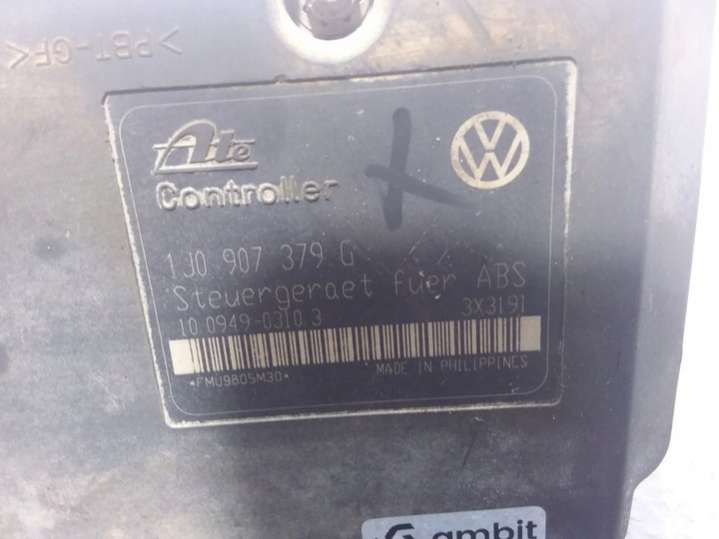 >PBT-GF<
Ate
Controller
1J0 907 379 G
Steuergeraet fuer ABS
10 0949-0310 3 3X3191
*FMU9805M30*
MADE IN PHILIPPINES
ambit